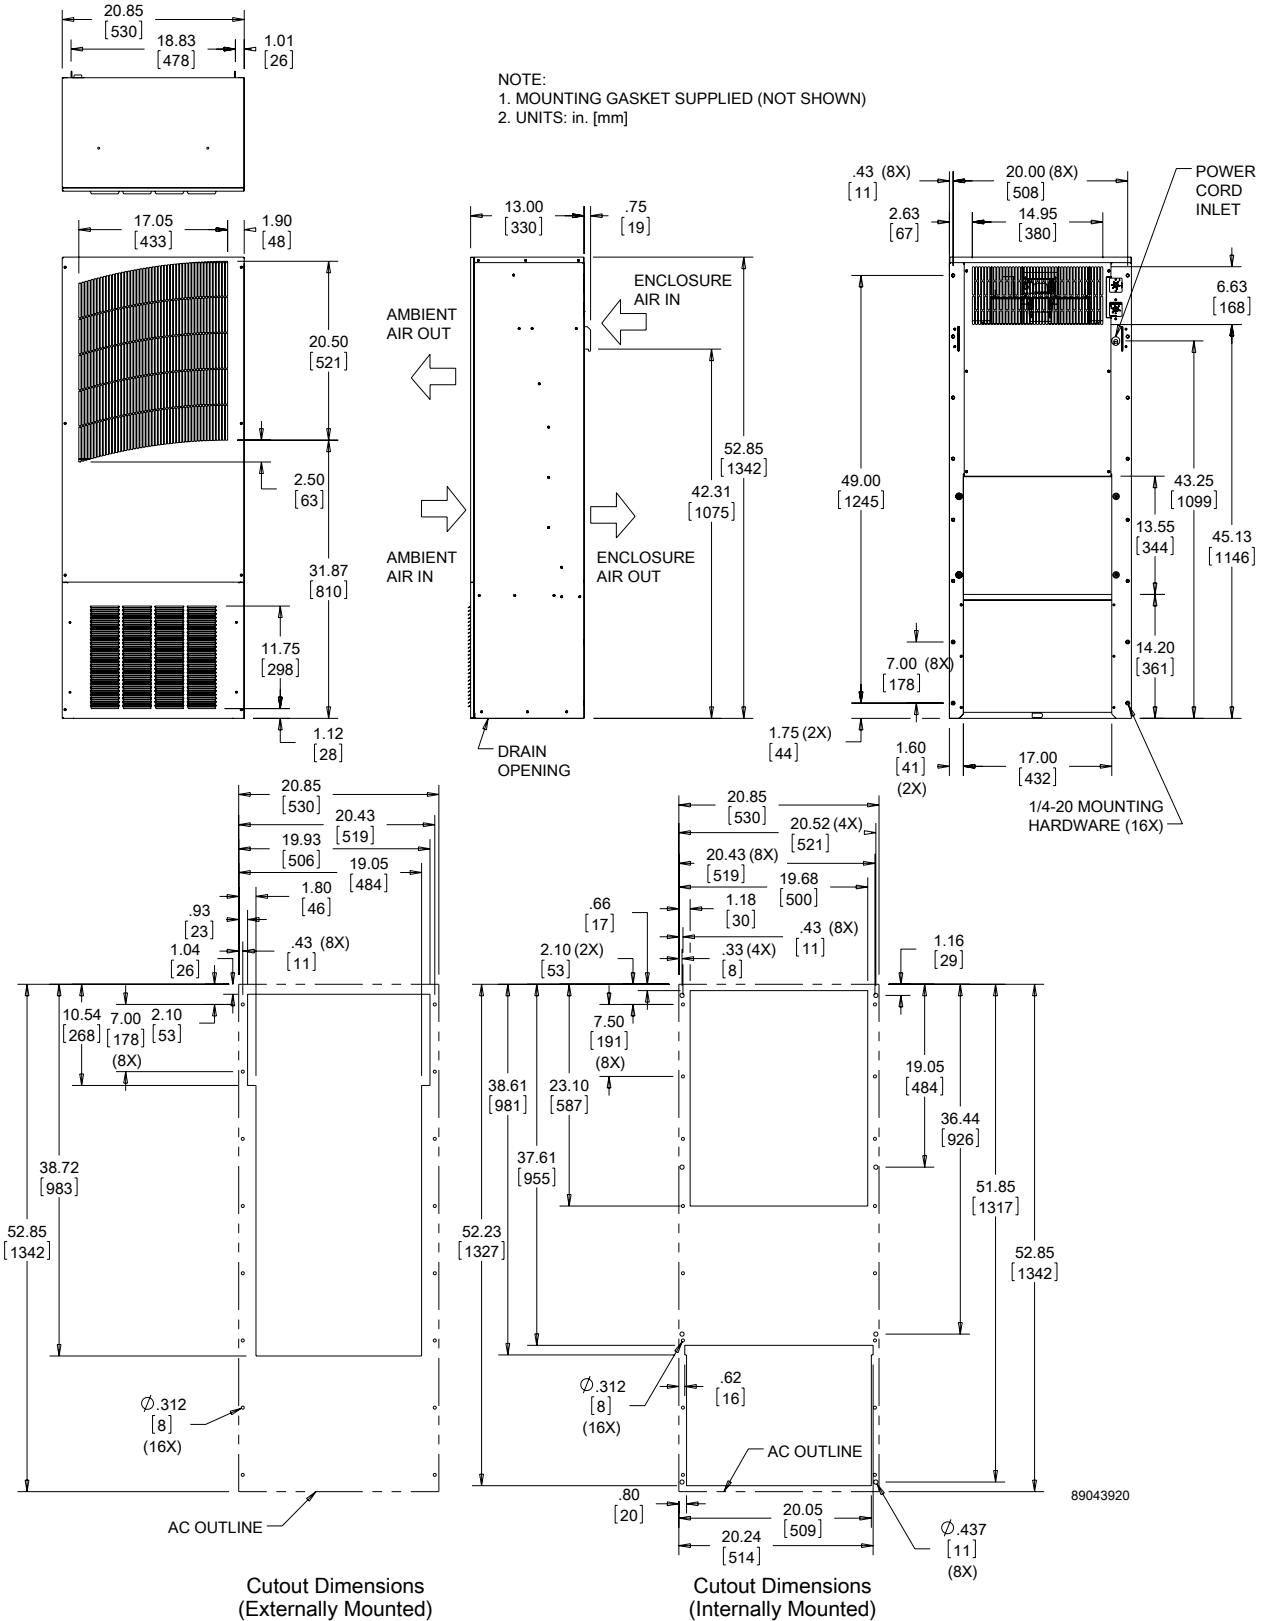 20.85
[530]
18.83
[478]
1.01
[26]
NOTE:
1. MOUNTING GASKET SUPPLIED (NOT SHOWN)
2. UNITS: in. [mm]
17.05
[433]
1.90
[48]
20.50
[521]
2.50
[63]
31.87
[810]
11.75
[298]
1.12
[28]
13.00
[330]
.75
[19]
ENCLOSURE
AIR IN
AMBIENT
AIR OUT
52.85
[1342]
42.31
[1075]
AMBIENT
AIR IN
ENCLOSURE
AIR OUT
DRAIN
OPENING
.43 (8X)
[11]
20.00 (8X)
[508]
POWER
CORD
INLET
2.63
[67]
14.95
[380]
6.63
[168]
49.00
[1245]
43.25
[1099]
13.55
[344]
45.13
[1146]
7.00 (8X)
[178]
14.20
[361]
1.75 (2X)
[44]
1.60
[41]
(2X)
17.00
[432]
1/4-20 MOUNTING
HARDWARE (16X)
20.85
[530]
20.43
[519]
19.93
[506]
19.05
[484]
1.80
[46]
.93
[23]
.43 (8X)
[11]
1.04
[26]
10.54
[268]
7.00
[178]
(8X)
2.10
[53]
38.72
[983]
52.85
[1342]
Ø.312
[8]
(16X)
AC OUTLINE
Cutout Dimensions
(Externally Mounted)
20.85
[530]
20.52 (4X)
[521]
20.43 (8X)
[519]
19.68
[500]
1.18
[30]
.66
[17]
.43 (8X)
[11]
2.10 (2X)
[53]
.33 (4X)
[8]
1.16
[29]
7.50
[191]
(8X)
19.05
[484]
38.61
[981]
23.10
[587]
36.44
[926]
37.61
[955]
51.85
[1317]
52.23
[1327]
52.85
[1342]
Ø.312
[8]
(16X)
.62
[16]
AC OUTLINE
.80
[20]
20.05
[509]
20.24
[514]
Ø.437
[11]
(8X)
89043920
Cutout Dimensions
(Internally Mounted)